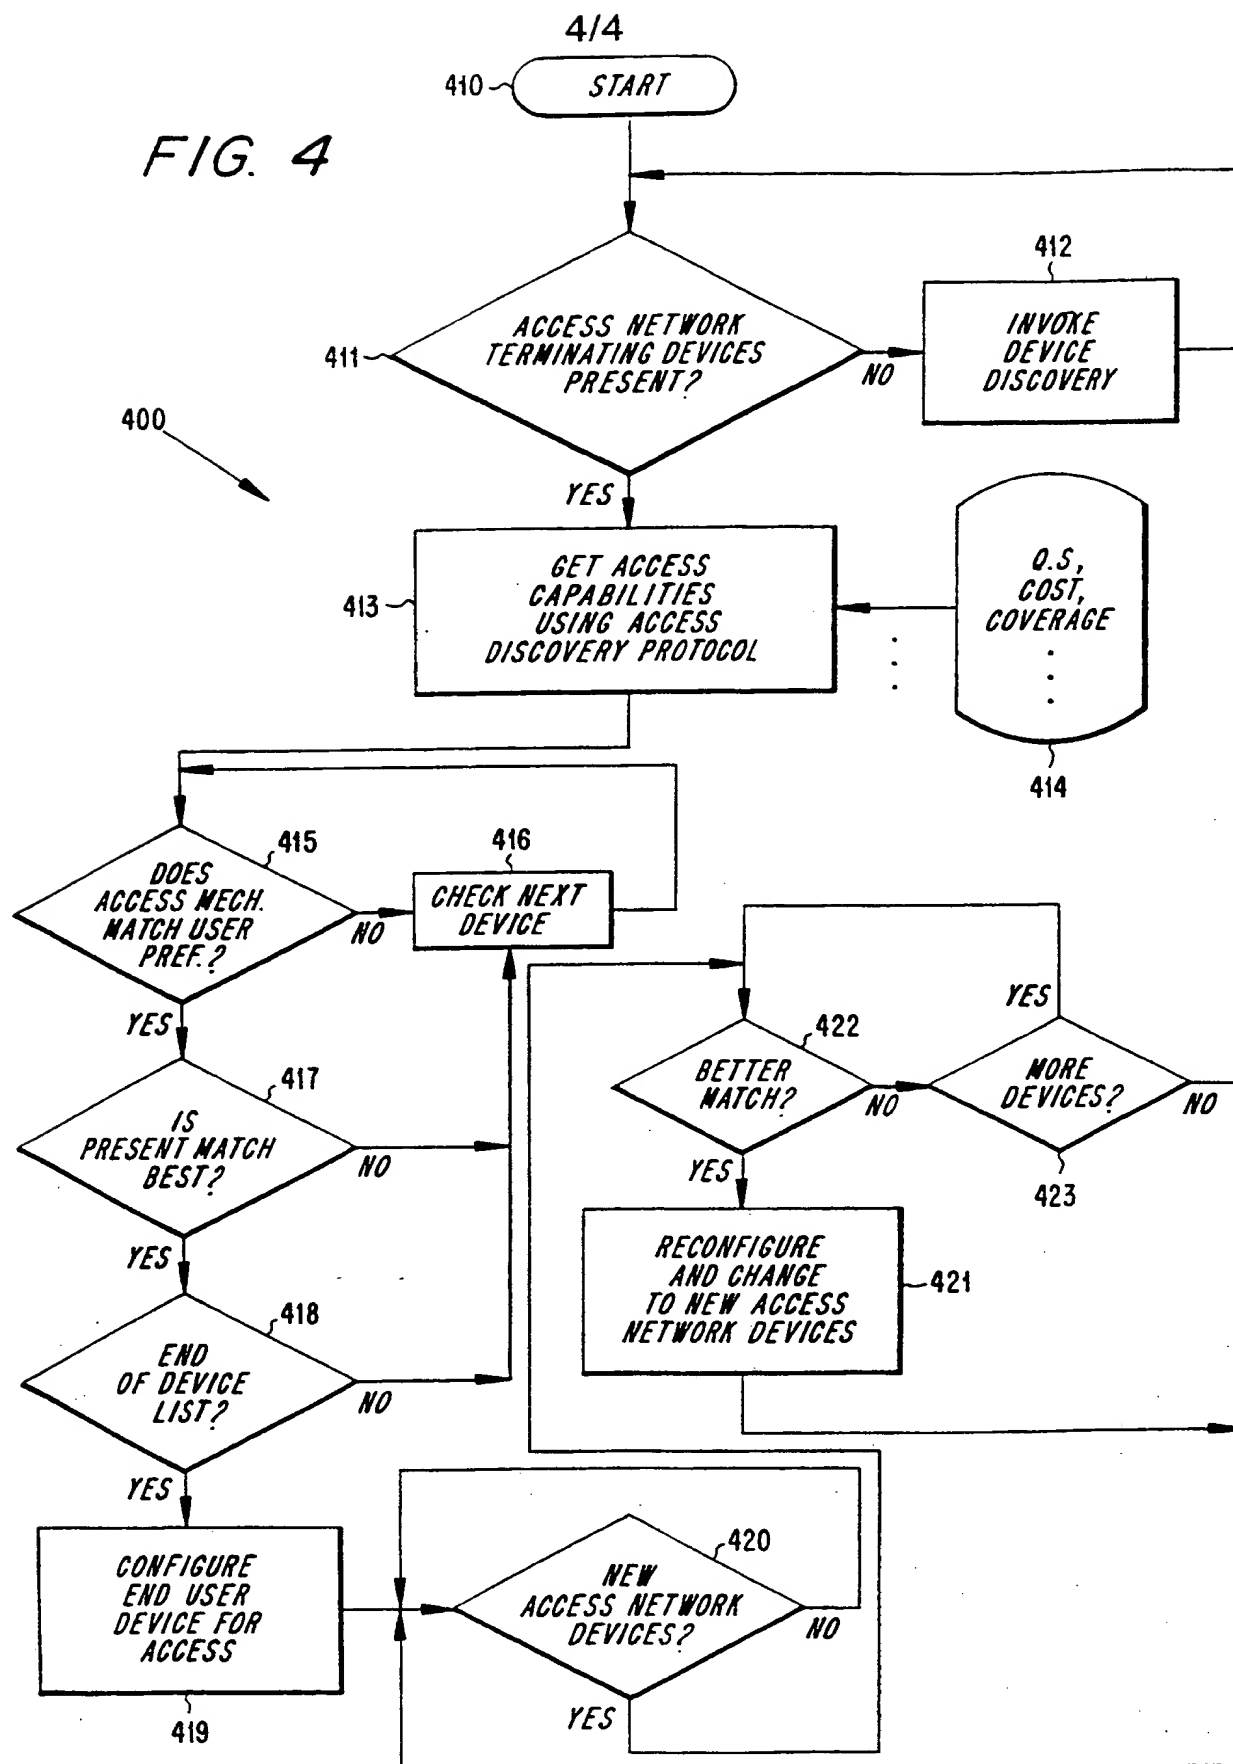 4/4
FIG. 4
410
START
412
411
ACCESS NETWORK
TERMINATING DEVICES
PRESENT?
NO
INVOKE
DEVICE
DISCOVERY
400
YES
413
GET ACCESS
CAPABILITIES
USING ACCESS
DISCOVERY PROTOCOL
Q.S,
COST,
COVERAGE
414
415
DOES
ACCESS MECH.
MATCH USER
PREF.?
NO
416
CHECK NEXT
DEVICE
YES
417
IS
PRESENT MATCH
BEST?
NO
YES
422
BETTER
MATCH?
NO
YES
MORE
DEVICES?
NO
423
YES
421
RECONFIGURE
AND CHANGE
TO NEW ACCESS
NETWORK DEVICES
418
END
OF DEVICE
LIST?
NO
YES
CONFIGURE
END USER
DEVICE FOR
ACCESS
419
420
NEW
ACCESS NETWORK
DEVICES?
NO
YES